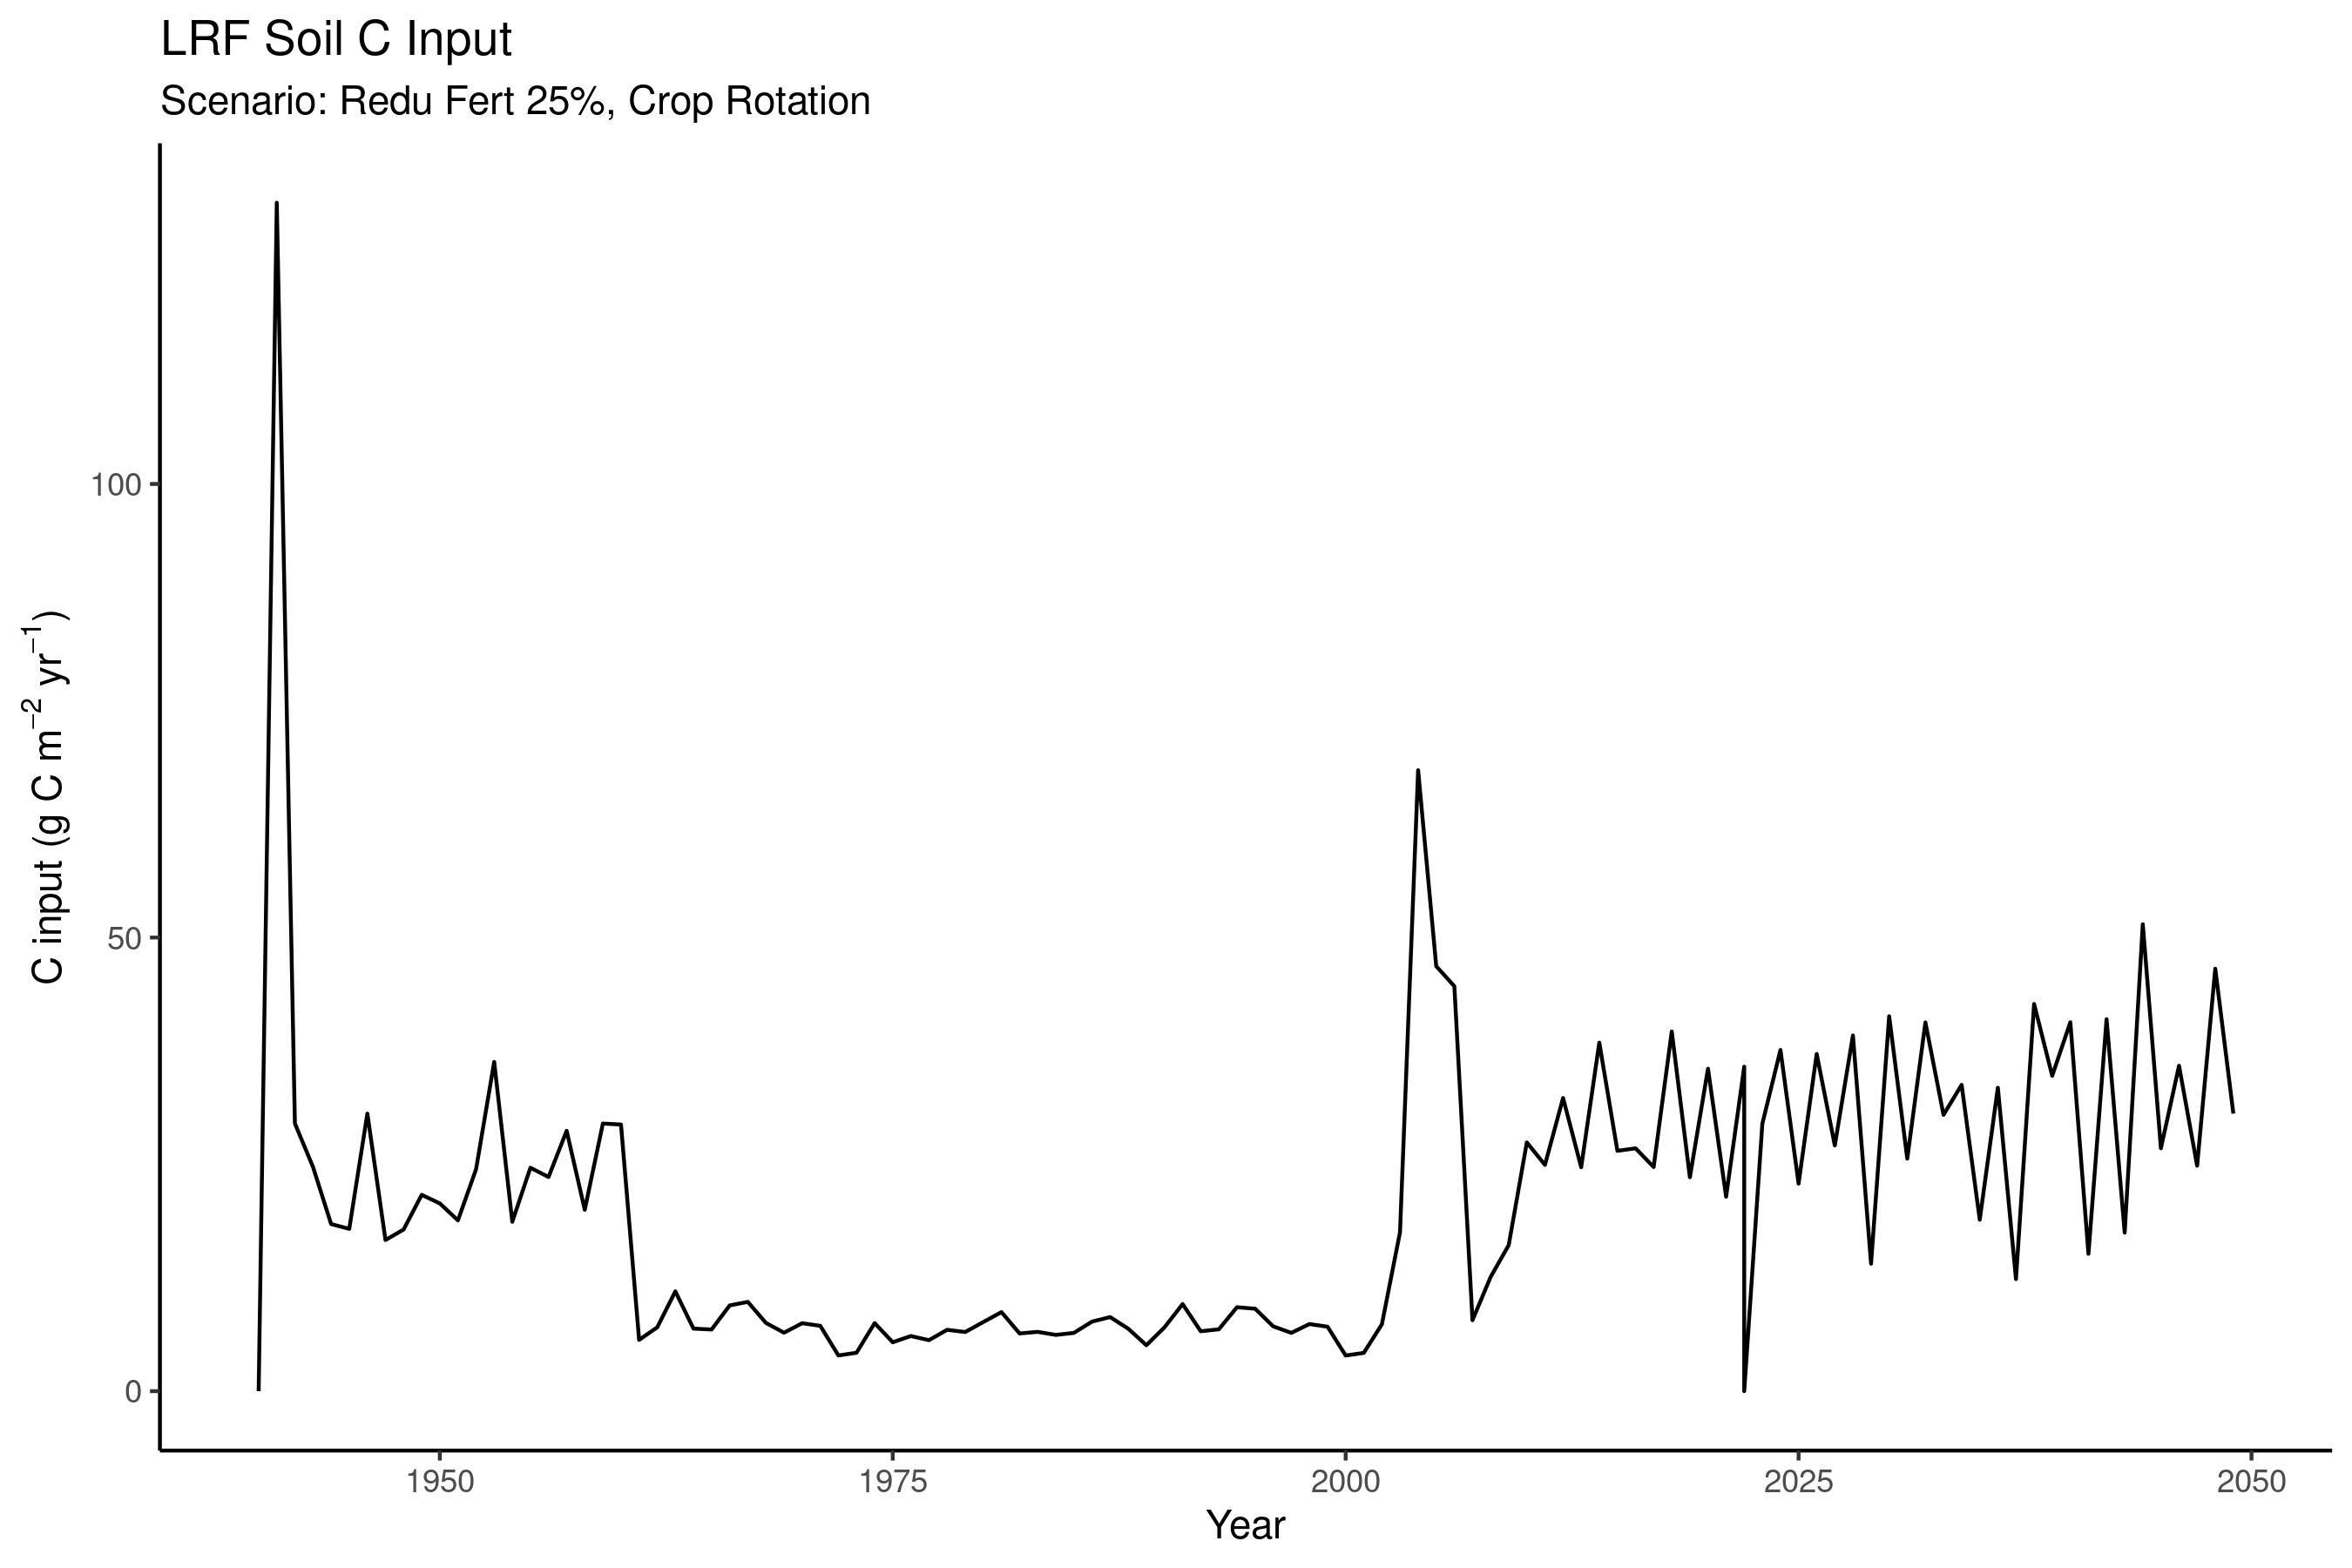 LRF Soil C Input
Scenario: Redu Fert 25%, Crop Rotation
C input (g C m⁻² yr⁻¹)
100
50
0
1950 1975 2000 2025 2050
Year